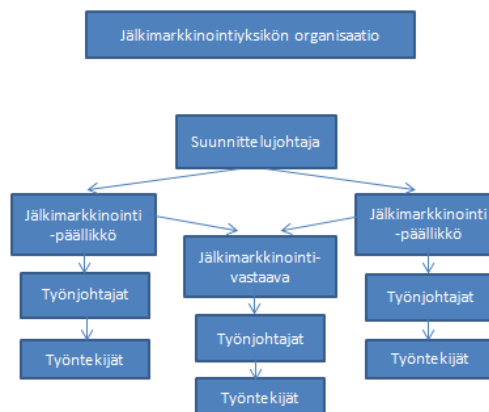 Jälkimarkkinointiyksikön organisaatio
Suunnittelujohtaja
Jälkimarkkinointi
-päällikkö
Jälkimarkkinointi
-päällikkö
Jälkimarkkinointi-
vastaava
Työnjohtajat
Työnjohtajat
Työnjohtajat
Työntekijät
Työntekijät
Työntekijät